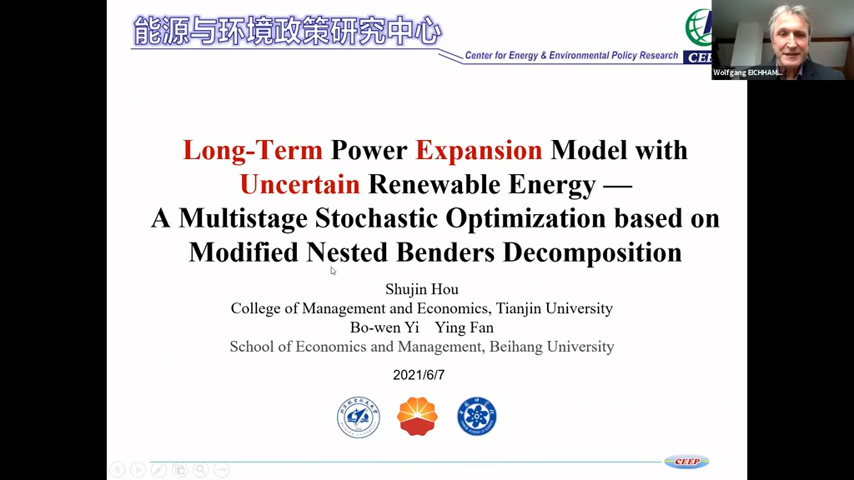 能源与环境政策研究中心
Center for Energy & Environmental Policy Research
Wolfgang EICHHAM...
Long-Term Power Expansion Model with
Uncertain Renewable Energy —
A Multistage Stochastic Optimization based on
Modified Nested Benders Decomposition
Shujin Hou
College of Management and Economics, Tianjin University
Bo-wen Yi Ying Fan
School of Economics and Management, Beihang University
2021/6/7
CEEP